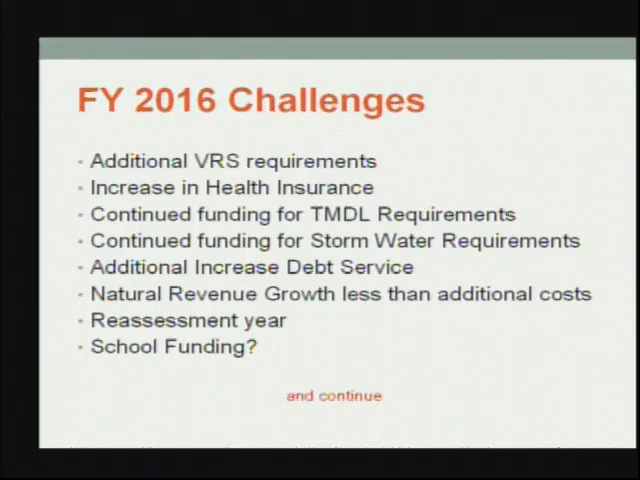 FY 2016 Challenges
· Additional VRS requirements
· Increase in Health Insurance
· Continued funding for TMDL Requirements
· Continued funding for Storm Water Requirements
· Additional Increase Debt Service
· Natural Revenue Growth less than additional costs
· Reassessment year
· School Funding?
and continue